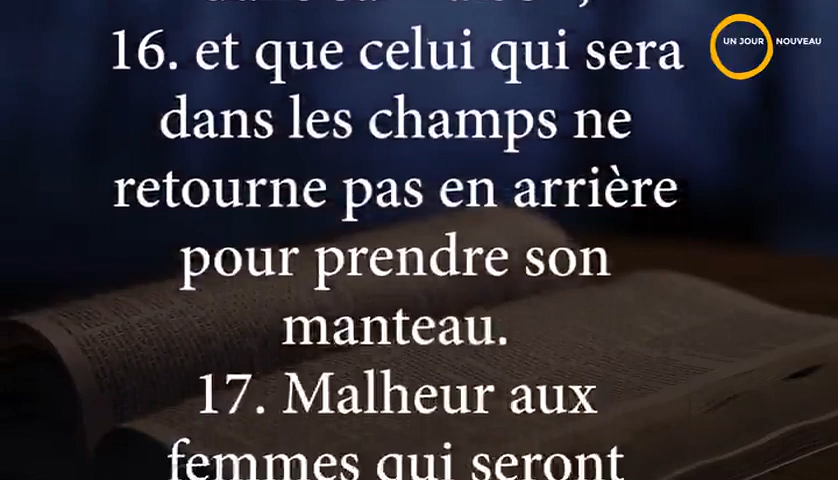 16. et que celui qui sera
dans les champs ne
retourne pas en arrière
pour prendre son
manteau.
17. Malheur aux
femmes qui seront
UN JOUR NOUVEAU